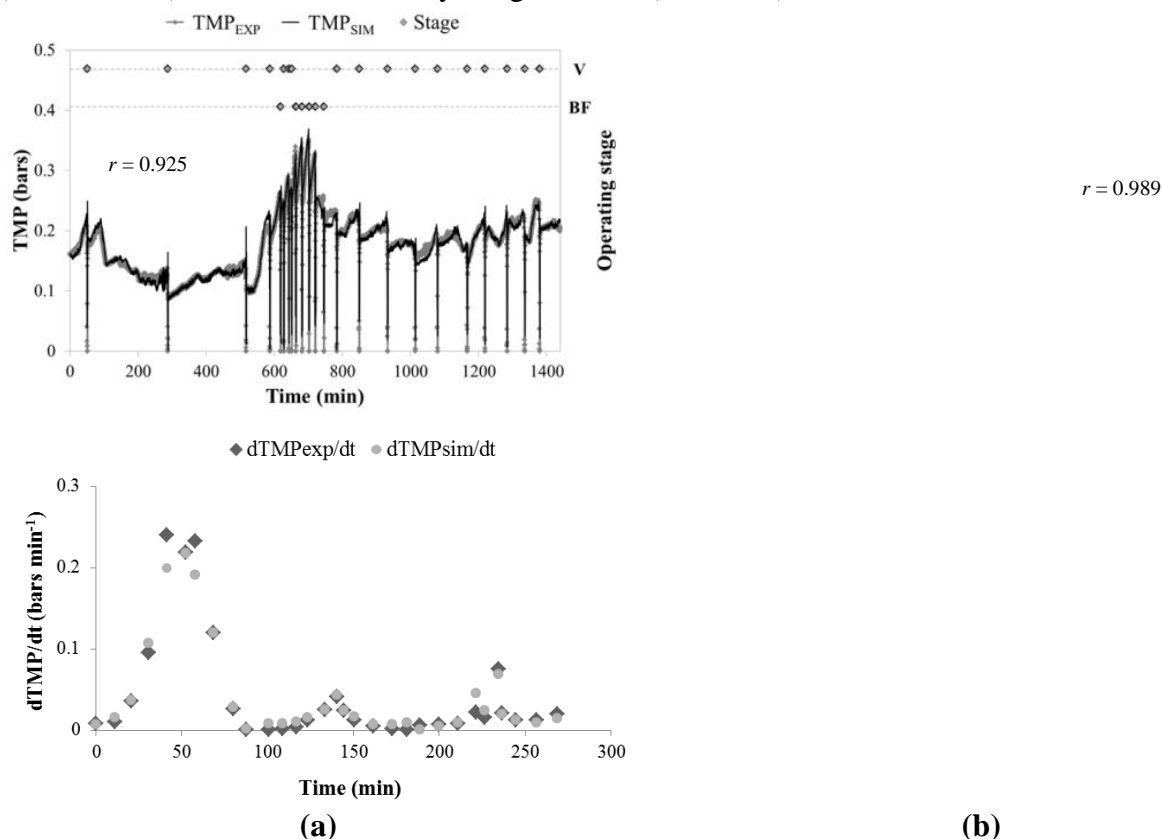 TMPEXP TMPSIM Stage
0.5
V
0.4
BF
r = 0.925
0.3
r = 0.989
0.2
0.1
0
TMP (bars)
Operating stage
0 200 400 600 800 1000 1200 1400
Time (min)
dTMPexp/dt dTMPsim/dt
0.3
0.2
0.1
0
dTMP/dt (bars min-1)
0 50 100 150 200 250 300
Time (min)
(a) (b)